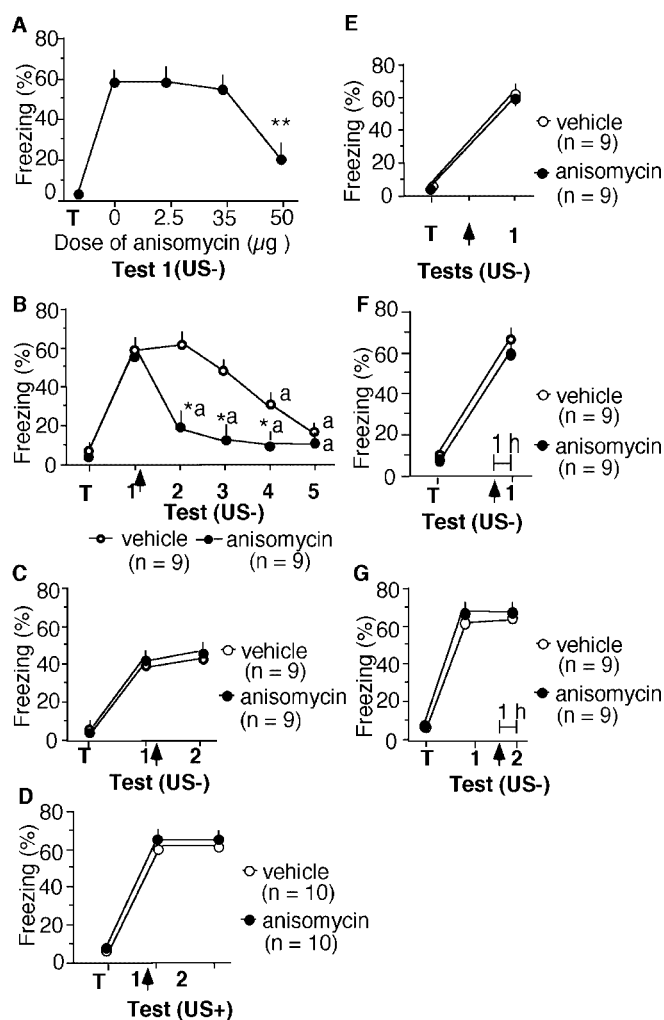 A
Freezing (%)
80
60
40
20
0
**
T 0 2.5 35 50
Dose of anisomycin (µg )
Test 1(US-)
B
Freezing (%)
80
60
40
20
0
*a *a *a a a a
T 1 2 3 4 5
Test (US-)
vehicle anisomycin
(n = 9) (n = 9)
C
Freezing (%)
80
60
40
20
0
vehicle
(n = 9)
anisomycin
(n = 9)
T 1 2
Test (US-)
D
Freezing (%)
80
60
40
20
0
vehicle
(n = 10)
anisomycin
(n = 10)
T 1 2
Test (US+)
E
Freezing (%)
80
60
40
20
0
vehicle
(n = 9)
anisomycin
(n = 9)
T 1
Tests (US-)
F
Freezing (%)
80
60
40
20
0
vehicle
(n = 9)
anisomycin
(n = 9)
1 h
T 1
Test (US-)
G
Freezing (%)
80
60
40
20
0
vehicle
(n = 9)
anisomycin
(n = 9)
1 h
T 1 2
Test (US-)